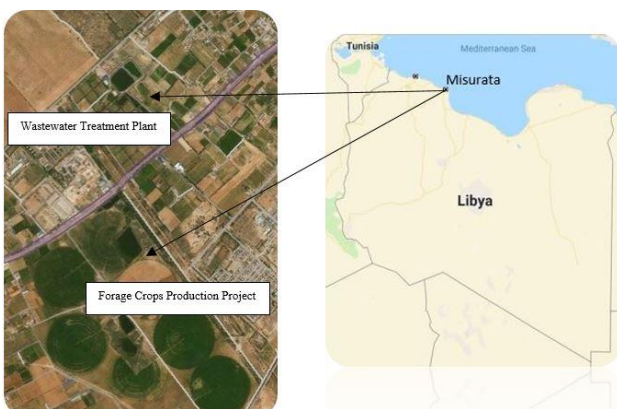 Wastewater Treatment Plant
Forage Crops Production Project
Tunisia
Mediterranean Sea
Misurata
Libya